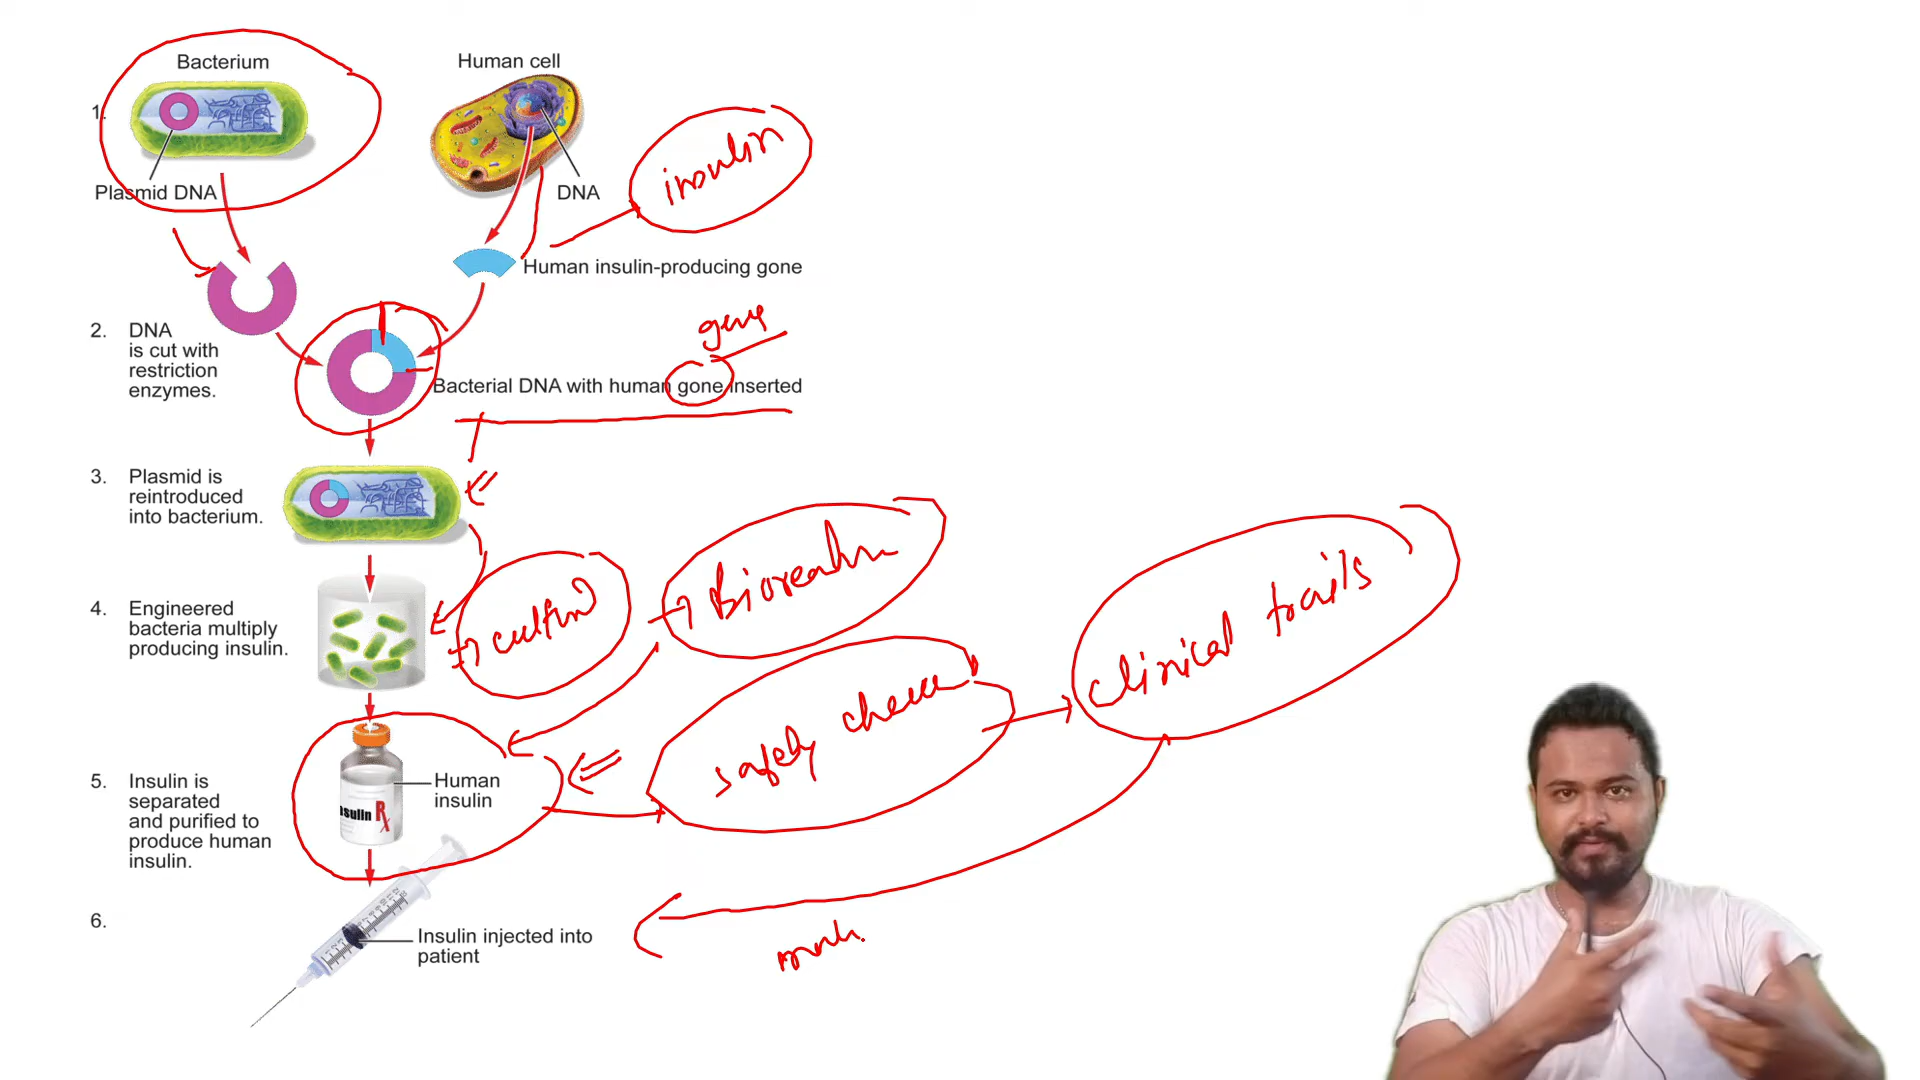 Bacterium
Human cell
1.
insulin
Plasmid DNA
DNA
Human insulin-producing gone
gene
2. DNA
is cut with
restriction
enzymes.
Bacterial DNA with human gone inserted
3. Plasmid is
reintroduced
into bacterium.
Bioreactor
clinical trails
culture
4. Engineered
bacteria multiply
producing insulin.
safety check
5. Insulin is
separated
and purified to
produce human
insulin.
Human
insulin
nsulin Rx
6.
Insulin injected into
patient